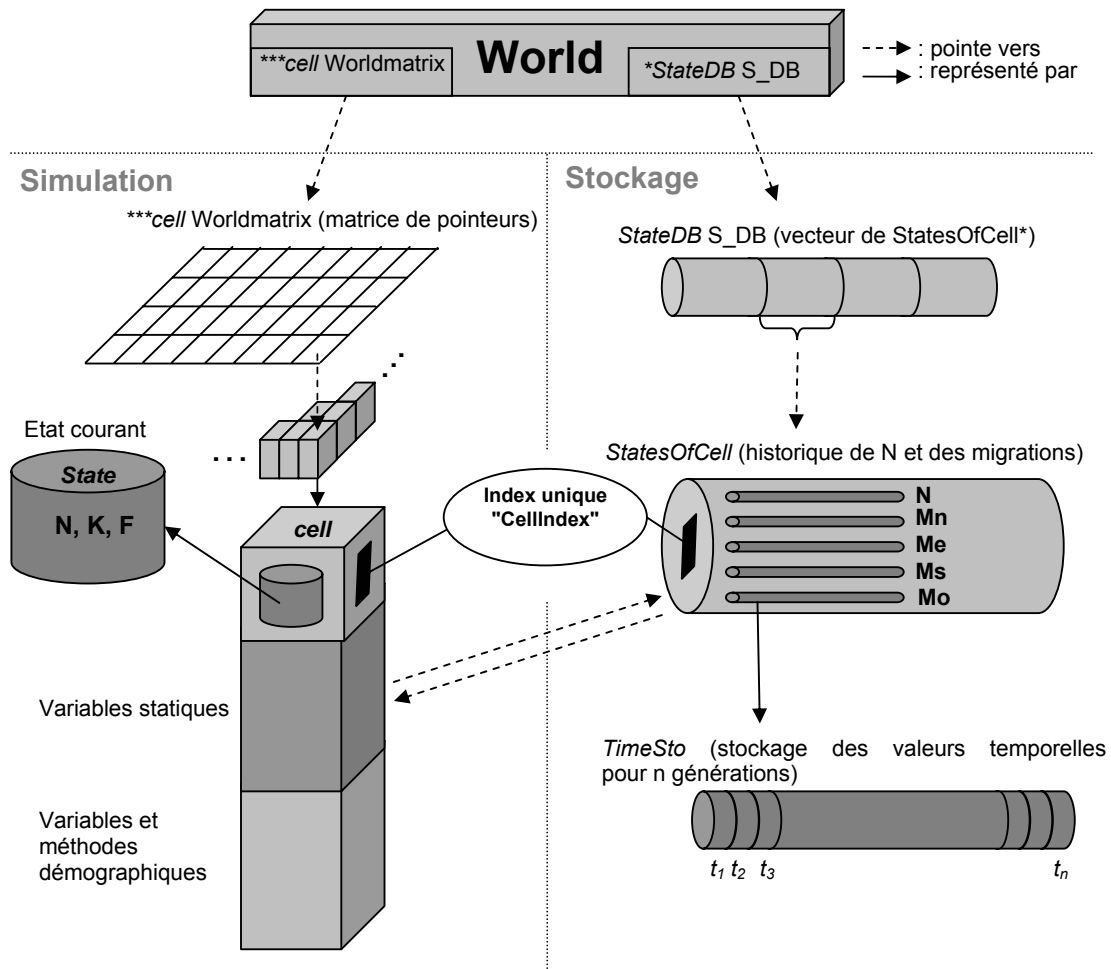 ***cell Worldmatrix
World
*StateDB S_DB
: pointe vers
: représenté par
Simulation
Stockage
***cell Worldmatrix (matrice de pointeurs)
StateDB S_DB (vecteur de StatesOfCell*)
...
...
Etat courant
State
N, K, F
StatesOfCell (historique de N et des migrations)
Index unique
"CellIndex"
cell
N
Mn
Me
Ms
Mo
Variables statiques
TimeSto (stockage des valeurs temporelles
pour n générations)
Variables et
méthodes
démographiques
t1 t2 t3 tn